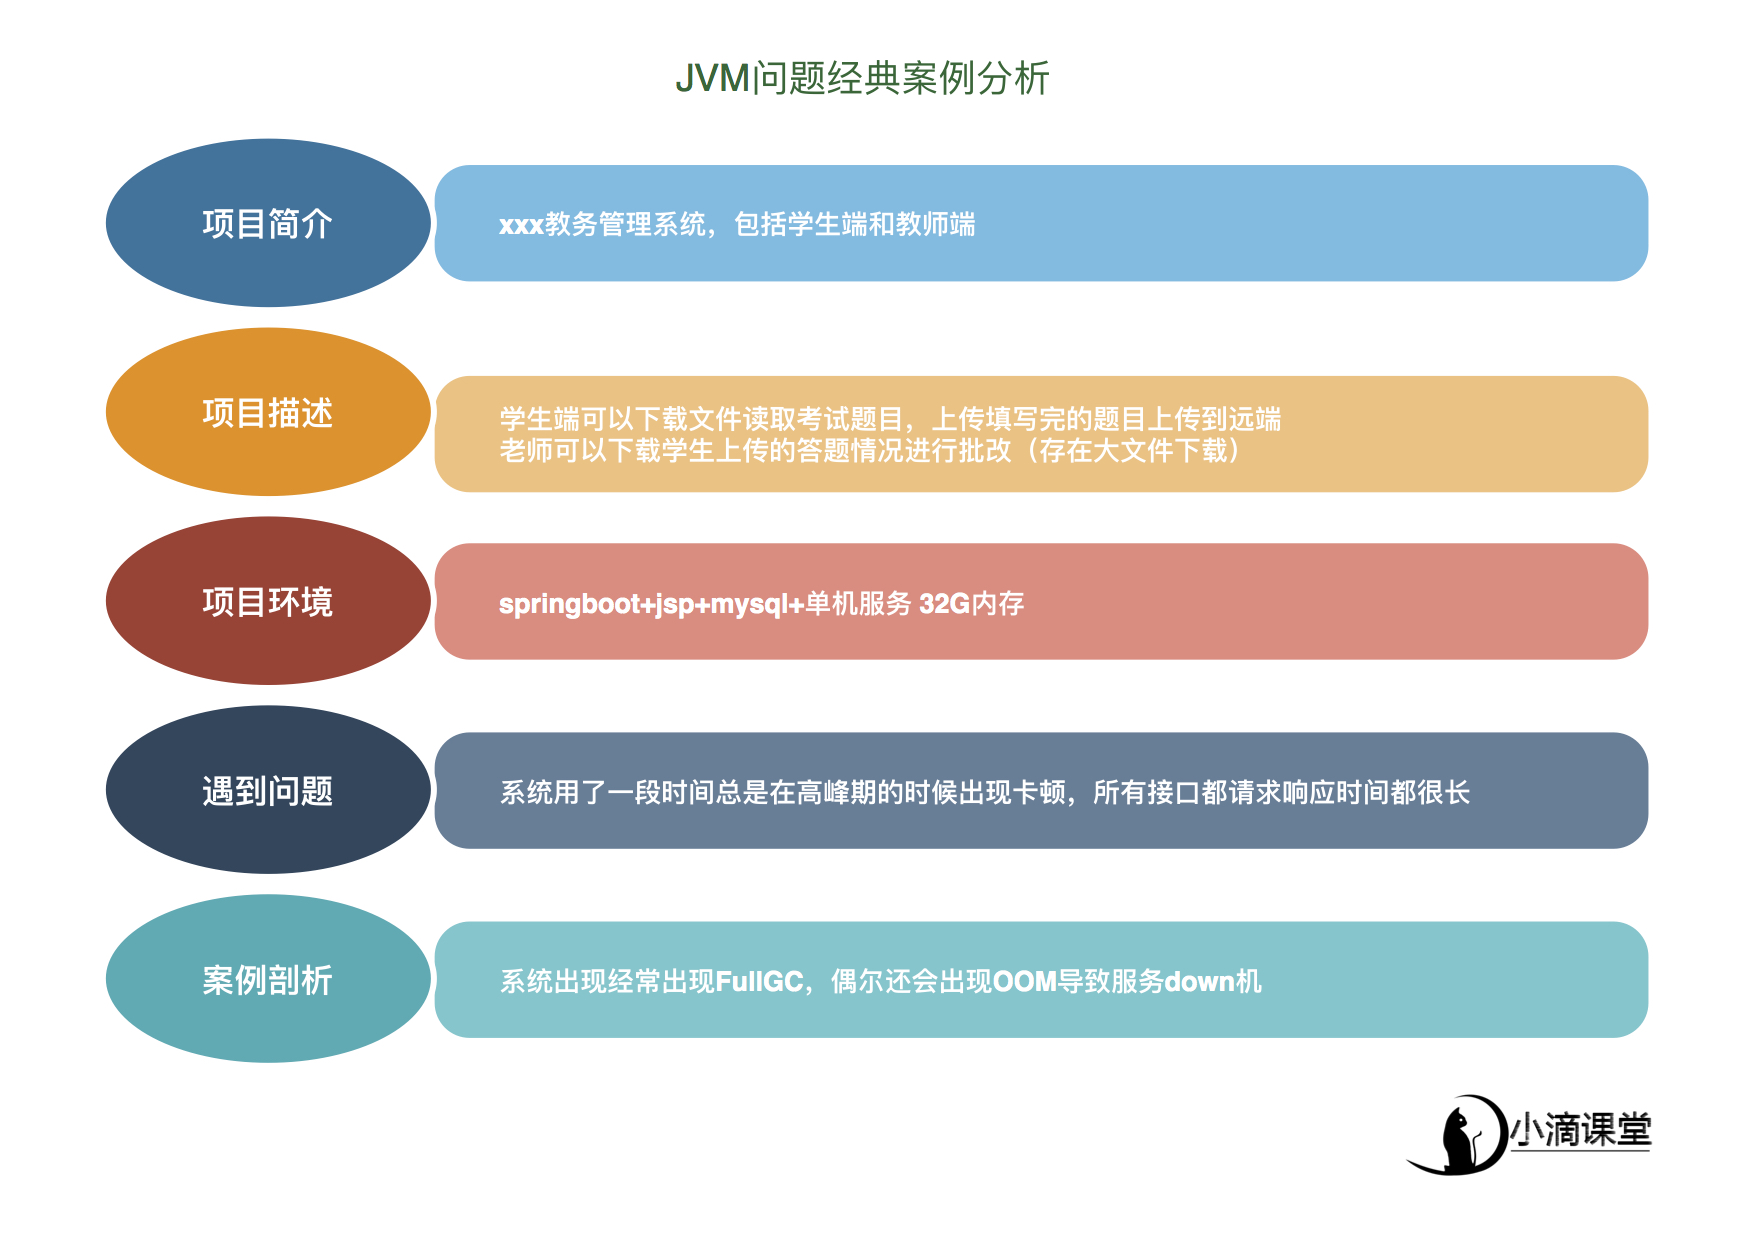 JVM问题经典案例分析
项目简介
xxx教务管理系统，包括学生端和教师端
项目描述
学生端可以下载文件读取考试题目，上传填写完的题目上传到远端
老师可以下载学生上传的答题情况进行批改（存在大文件下载）
项目环境
springboot+jsp+mysql+单机服务 32G内存
遇到问题
系统用了一段时间总是在高峰期的时候出现卡顿，所有接口都请求响应时间都很长
案例剖析
系统出现经常出现FullGC，偶尔还会出现OOM导致服务down机
小滴课堂